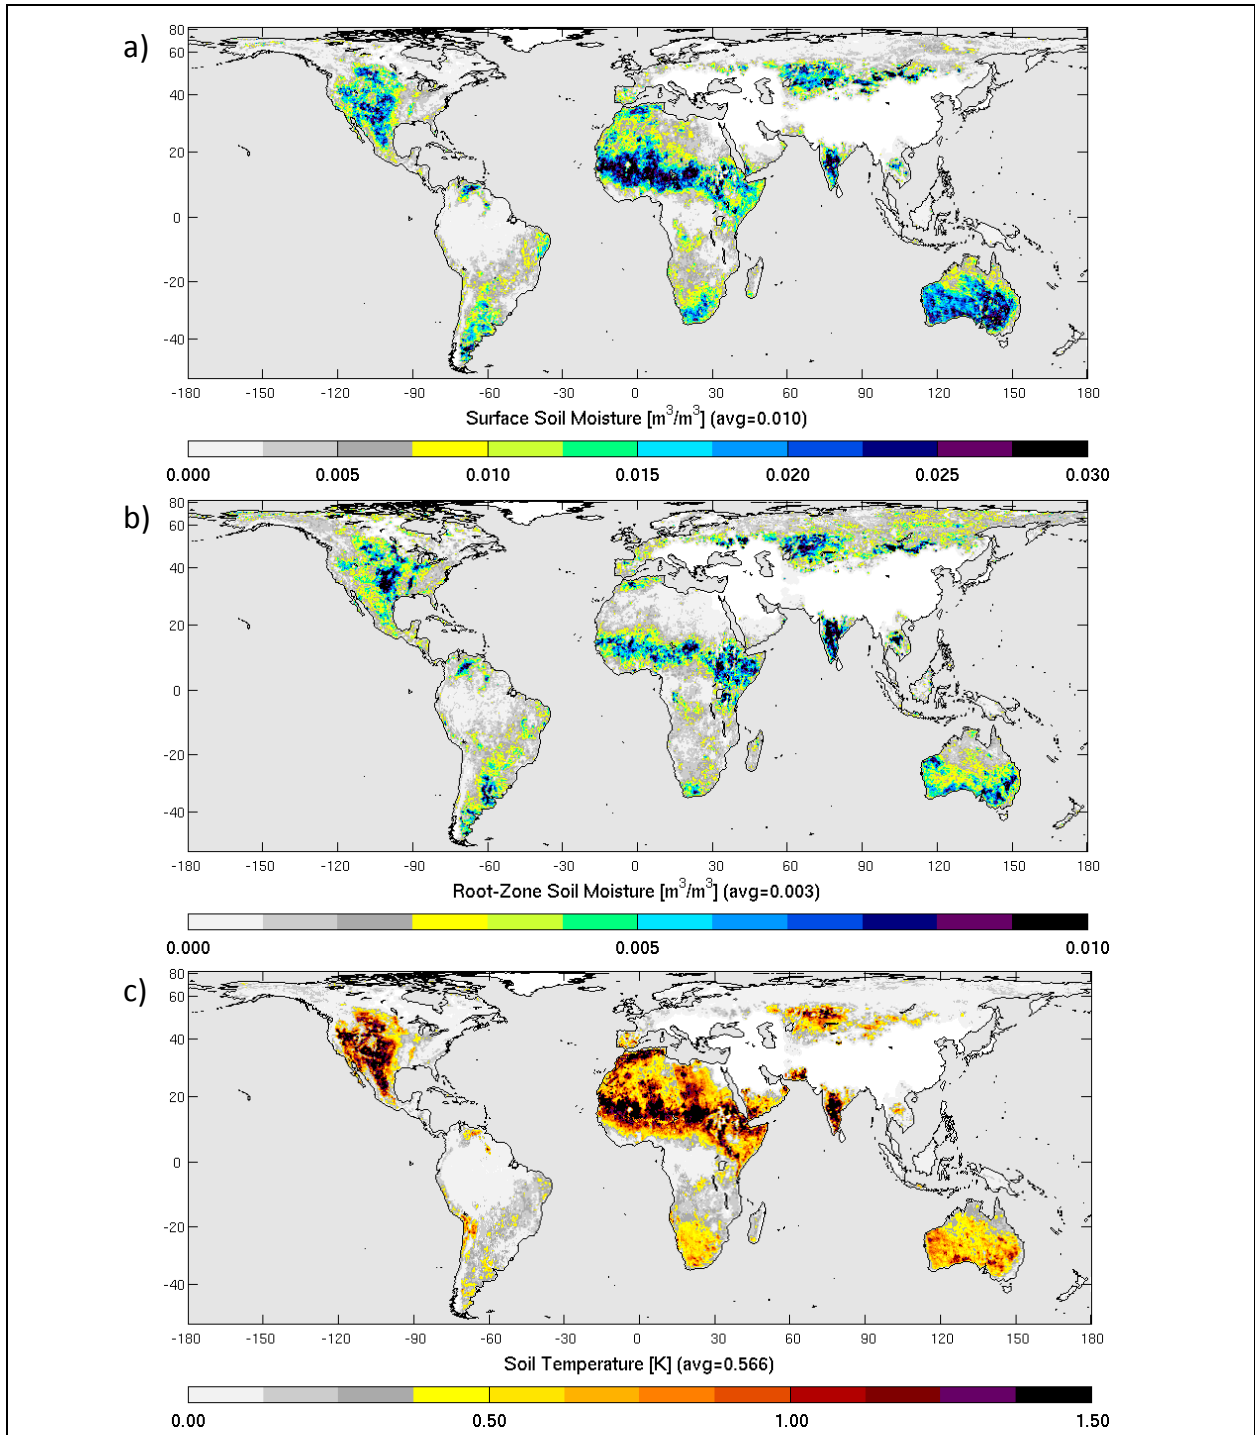 a)
80
60
40
20
0
-20
-40
-180 -150 -120 -90 -60 -30 0 30 60 90 120 150 180
Surface Soil Moisture [m³/m³] (avg=0.010)
0.000 0.005 0.010 0.015 0.020 0.025 0.030
b)
80
60
40
20
0
-20
-40
-180 -150 -120 -90 -60 -30 0 30 60 90 120 150 180
Root-Zone Soil Moisture [m³/m³] (avg=0.003)
0.000 0.005 0.010
c)
80
60
40
20
0
-20
-40
-180 -150 -120 -90 -60 -30 0 30 60 90 120 150 180
Soil Temperature [K] (avg=0.566)
0.00 0.50 1.00 1.50